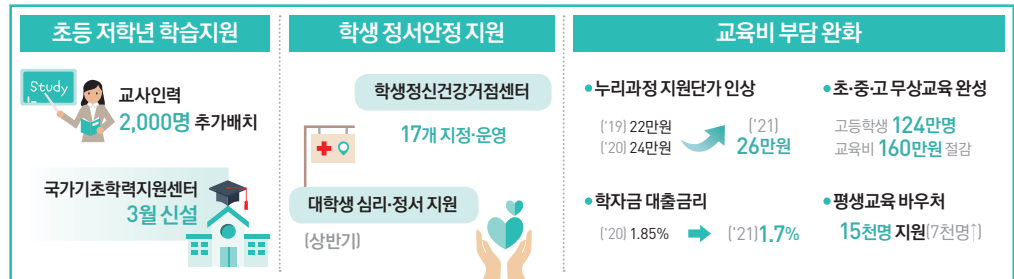 초등 저학년 학습지원
Study
교사인력
2,000명 추가배치
국가기초학력지원센터
3월 신설
학생 정서안정 지원
학생정신건강거점센터
17개 지정·운영
대학생 심리·정서 지원
(상반기)
교육비 부담 완화
•누리과정 지원단가 인상
('19) 22만원
('20) 24만원
('21)
26만원
•초·중·고 무상교육 완성
고등학생 124만명
교육비 160만원 절감
•학자금 대출금리
('20) 1.85%
('21) 1.7%
•평생교육 바우처
15천명 지원(7천명↑)